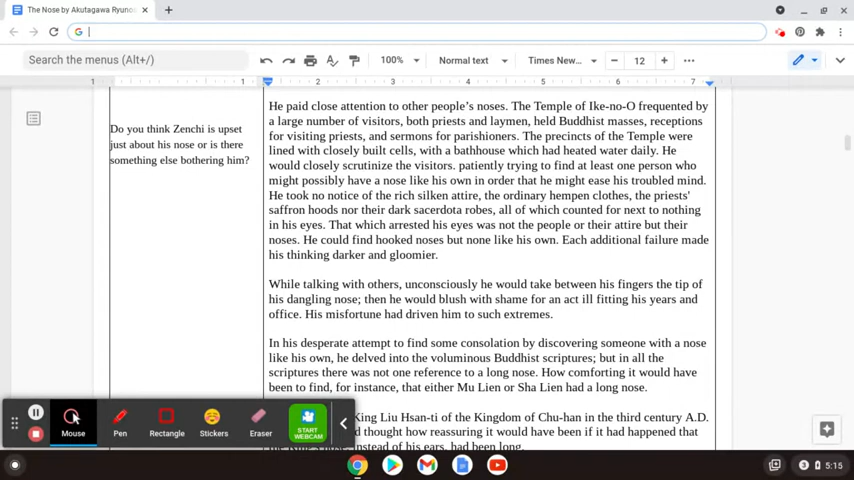 The Nose by Akutagawa Ryuno
Search the menus (Alt+/)
100%
Normal text
Times New...
12
1 1 2 3 4 5 6 7
Do you think Zenchi is upset
just about his nose or is there
something else bothering him?
He paid close attention to other people's noses. The Temple of Ike-no-O frequented by
a large number of visitors, both priests and laymen, held Buddhist masses, receptions
for visiting priests, and sermons for parishioners. The precincts of the Temple were
lined with closely built cells, with a bathhouse which had heated water daily. He
would closely scrutinize the visitors. patiently trying to find at least one person who
might possibly have a nose like his own in order that he might ease his troubled mind.
He took no notice of the rich silken attire, the ordinary hempen clothes, the priests'
saffron hoods nor their dark sacerdota robes, all of which counted for next to nothing
in his eyes. That which arrested his eyes was not the people or their attire but their
noses. He could find hooked noses but none like his own. Each additional failure made
his thinking darker and gloomier.
While talking with others, unconsciously he would take between his fingers the tip of
his dangling nose; then he would blush with shame for an act ill fitting his years and
office. His misfortune had driven him to such extremes.
In his desperate attempt to find some consolation by discovering someone with a nose
like his own, he delved into the voluminous Buddhist scriptures; but in all the
scriptures there was not one reference to a long nose. How comforting it would have
been to find, for instance, that either Mu Lien or Sha Lien had a long nose.
King Liu Hsan-ti of the Kingdom of Chu-han in the third century A.D.
thought how reassuring it would have been if it had happened that
the King's nose, instead of his ears, had been long.
Mouse
Pen
Rectangle
Stickers
Eraser
START
WEBCAM
3 5:15